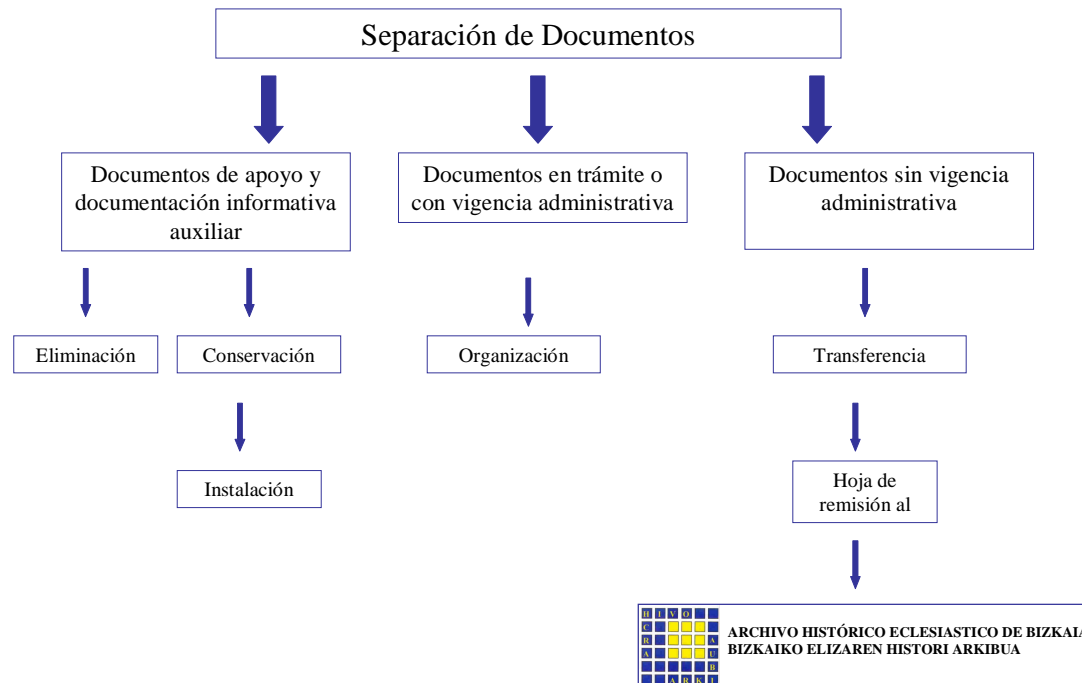 Separación de Documentos
Documentos de apoyo y
documentación informativa
auxiliar
Documentos en trámite o
con vigencia administrativa
Documentos sin vigencia
administrativa
Eliminación
Conservación
Organización
Transferencia
Instalación
Hoja de
remisión al
ARCHIVO HISTÓRICO ECLESIASTICO DE BIZKAIA
BIZKAIKO ELIZAREN HISTORI ARKIBUA